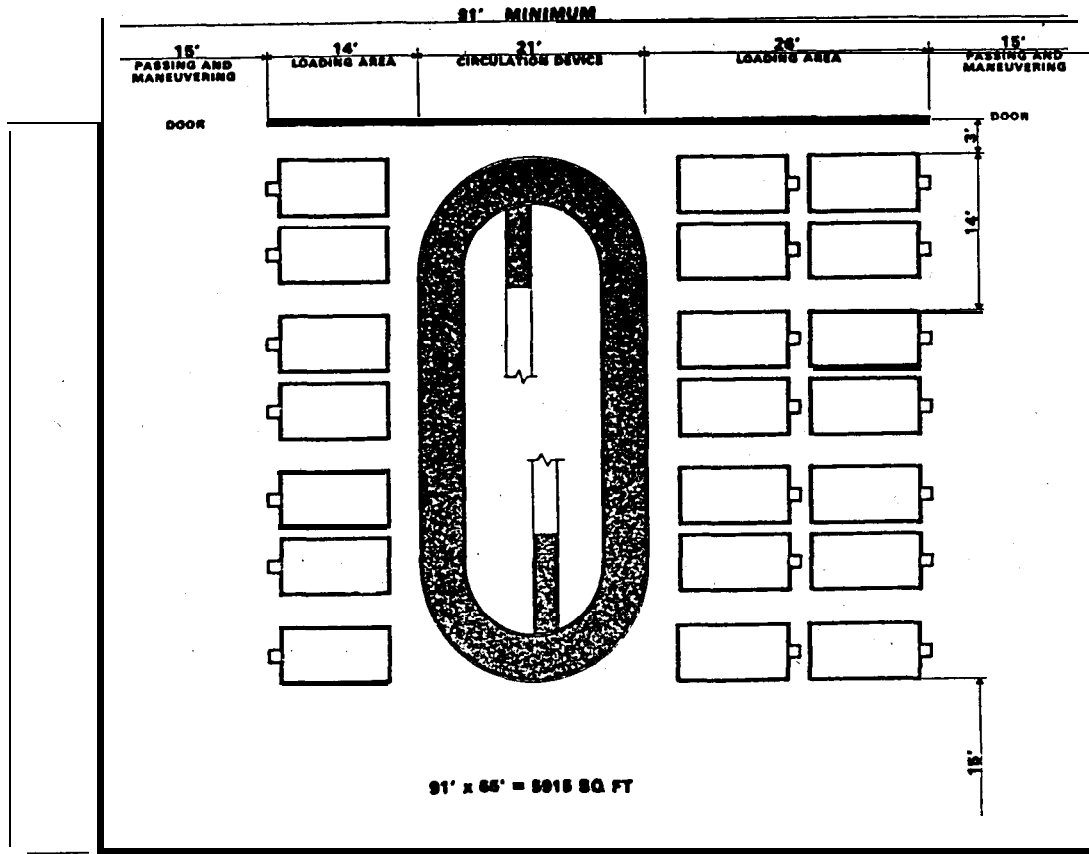 91' MINIMUM
15'
PASSING AND
MANEUVERING
14'
LOADING AREA
21'
CIRCULATION DEVICE
26'
LOADING AREA
15'
PASSING AND
MANEUVERING
DOOR
DOOR
3'
14'
15'
91' x 65' = 5915 SQ FT